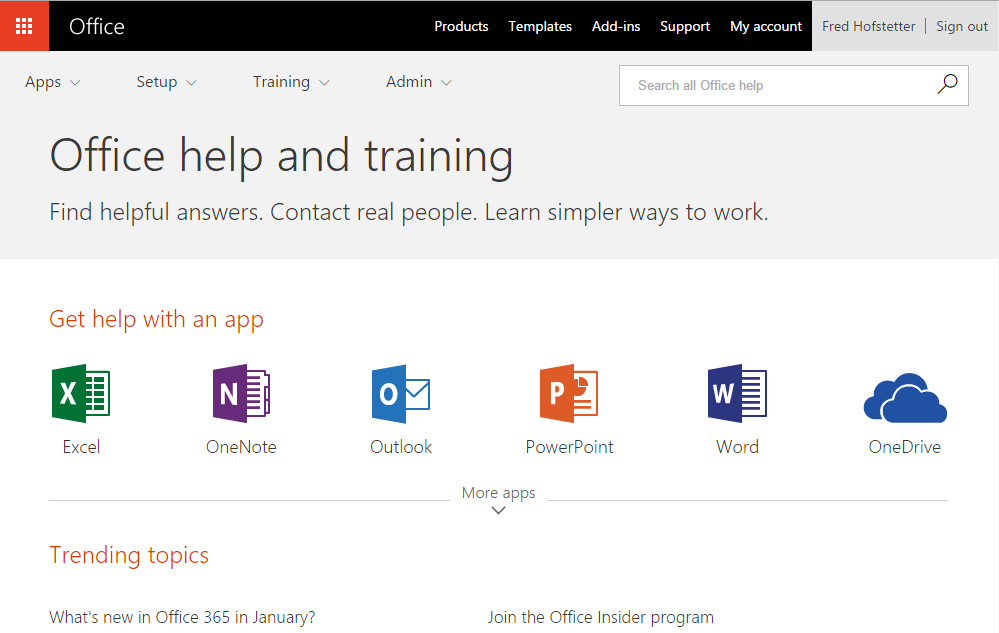 Office Products Templates Add-ins Support My account Fred Hofstetter | Sign out
Apps Setup Training Admin Search all Office help
Office help and training
Find helpful answers. Contact real people. Learn simpler ways to work.
Get help with an app
X N O P W
Excel OneNote Outlook PowerPoint Word OneDrive
More apps
Trending topics
What's new in Office 365 in January? Join the Office Insider program